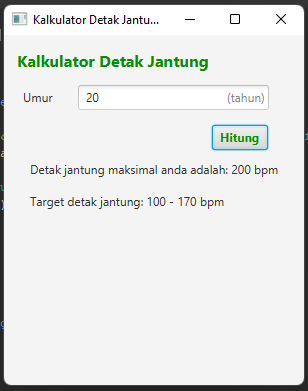 Kalkulator Detak Jantu...
Kalkulator Detak Jantung
Umur 20 (tahun)
Hitung
Detak jantung maksimal anda adalah: 200 bpm
Target detak jantung: 100 - 170 bpm